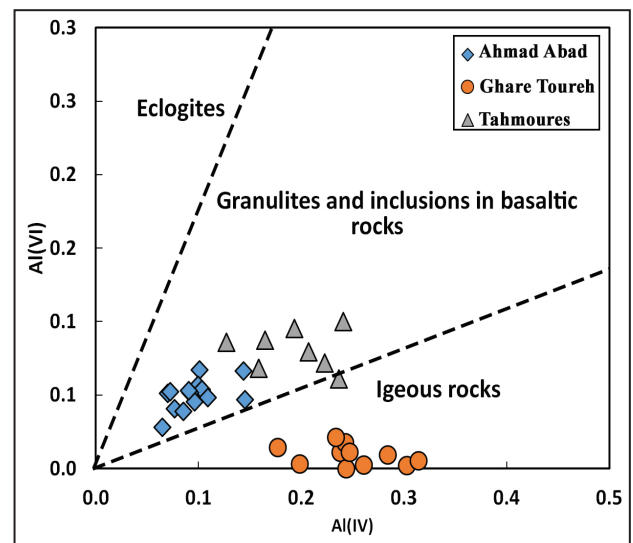 0.3
0.3
0.2
0.2
0.1
0.1
0.0
Al(VI)
Ahmad Abad
Ghare Toureh
Tahmoures
Eclogites
Granulites and inclusions in basaltic
rocks
Igeous rocks
0.0 0.1 0.2 0.3 0.4 0.5
Al(IV)